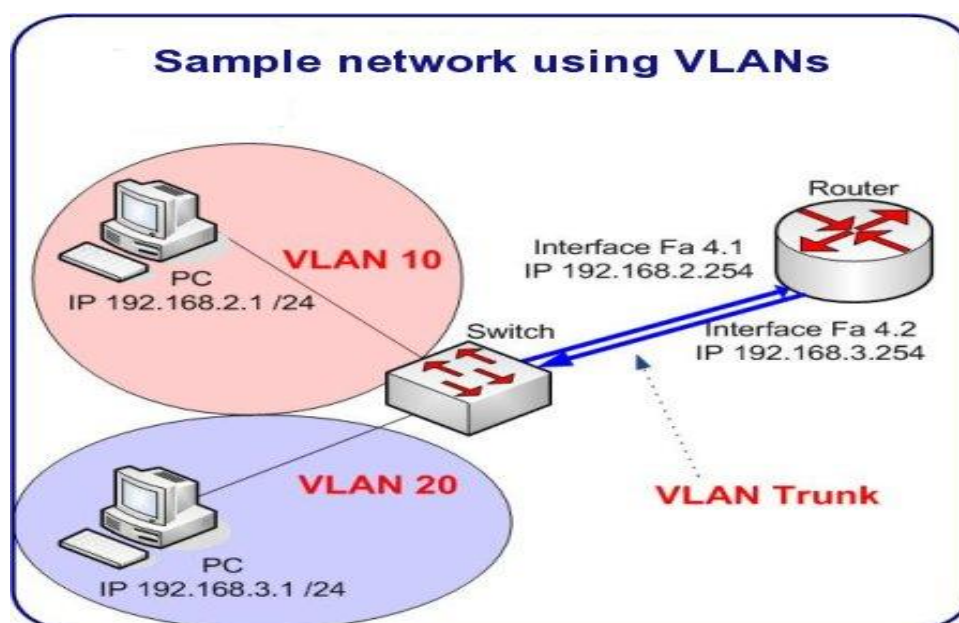 Sample network using VLANs
Router
Interface Fa 4.1
IP 192.168.2.254
VLAN 10
PC
IP 192.168.2.1 /24
Switch
Interface Fa 4.2
IP 192.168.3.254
VLAN 20
VLAN Trunk
PC
IP 192.168.3.1 /24